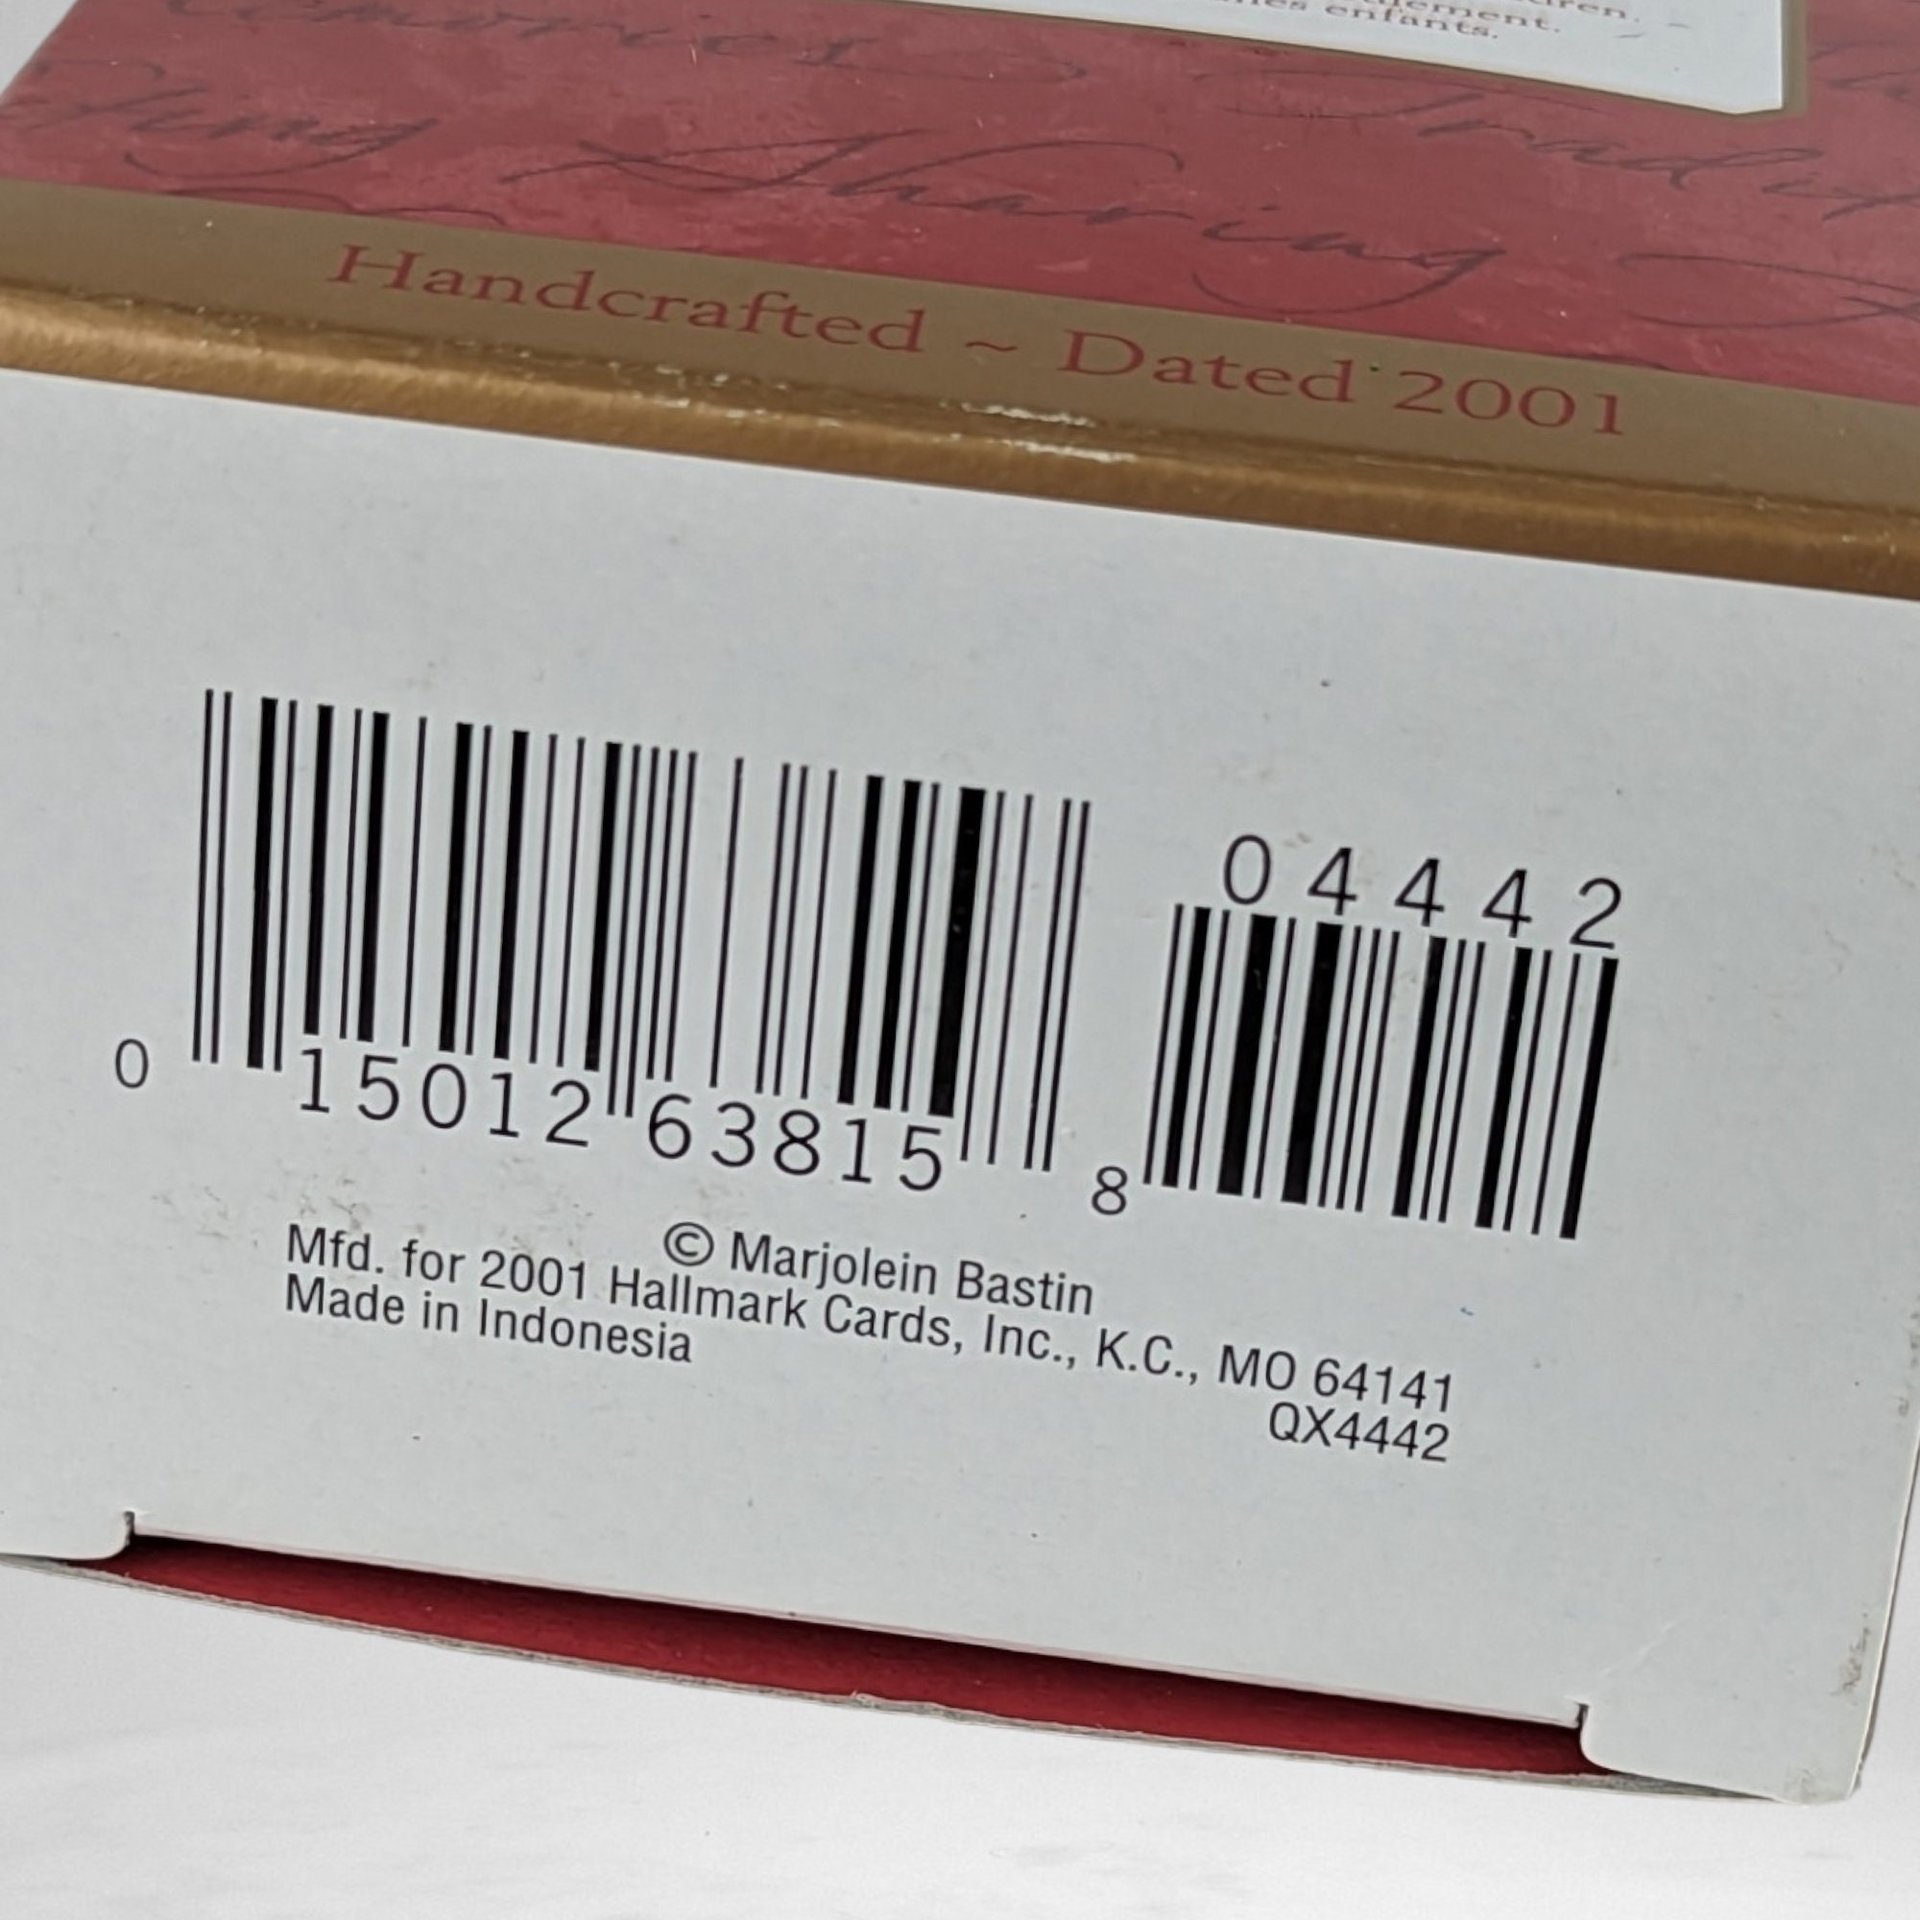 enfants.
Sharing
Handcrafted ~ Dated 2001
04442
0 15012 63815 8
© Marjolein Bastin
Mfd. for 2001 Hallmark Cards, Inc., K.C., MO 64141
Made in Indonesia
QX4442